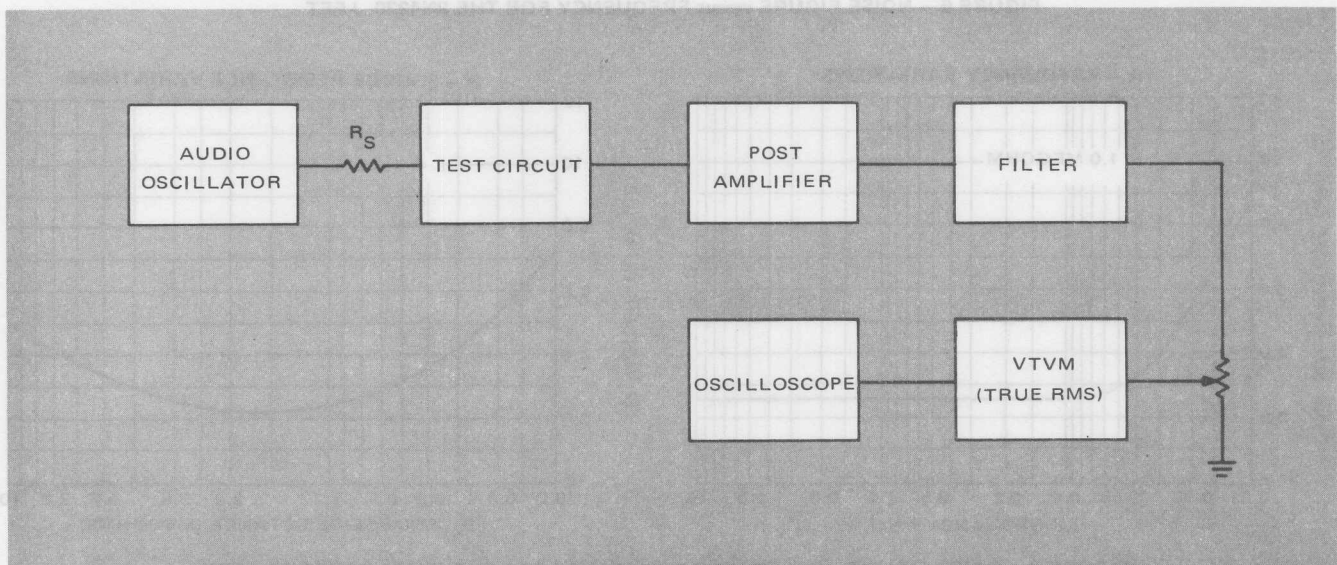 R_S
AUDIO
OSCILLATOR
TEST CIRCUIT
POST
AMPLIFIER
FILTER
OSCILLOSCOPE
VTVM
(TRUE RMS)